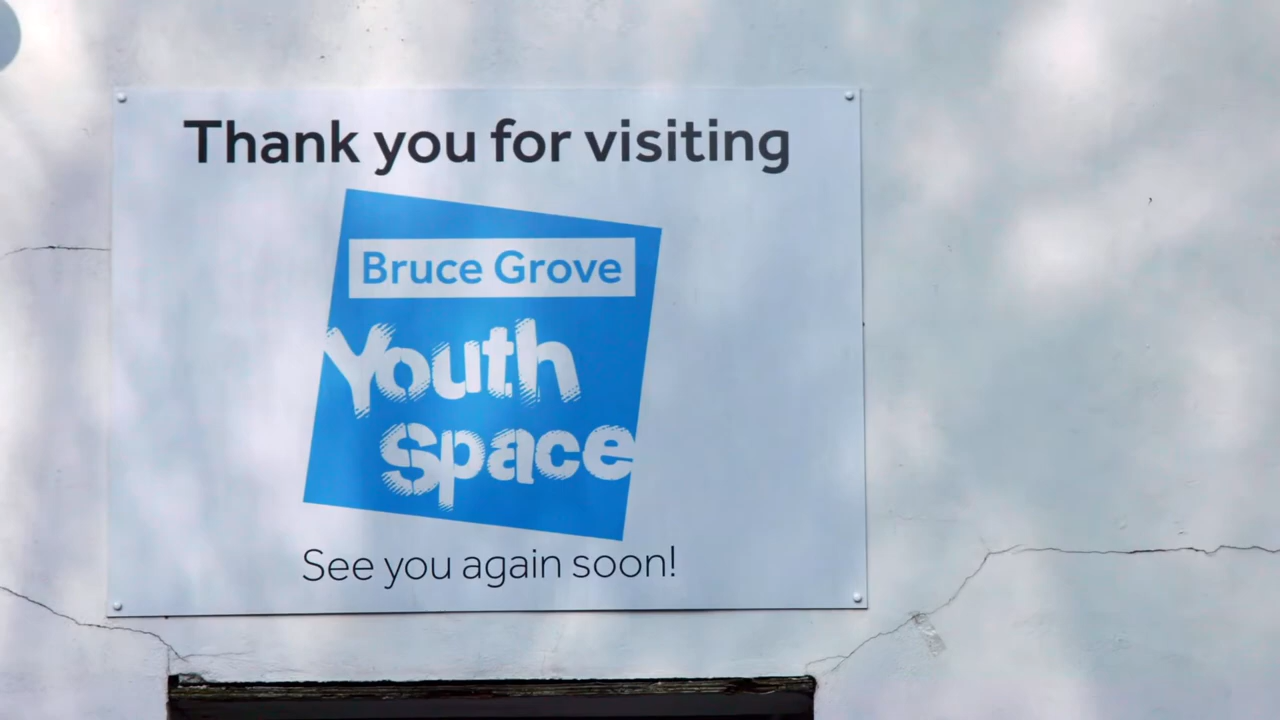 Thank you for visiting
Bruce Grove
Youth
space
See you again soon!